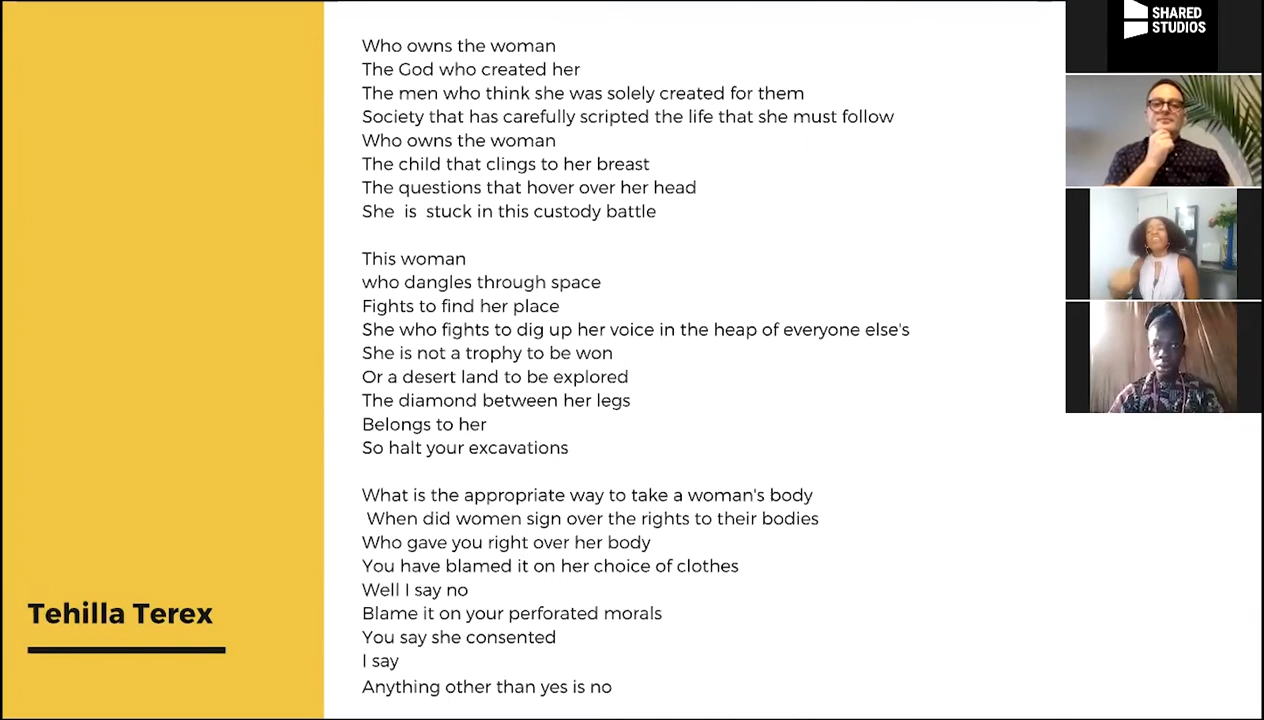 SHARED
STUDIOS
Who owns the woman
The God who created her
The men who think she was solely created for them
Society that has carefully scripted the life that she must follow
Who owns the woman
The child that clings to her breast
The questions that hover over her head
She is stuck in this custody battle
This woman
who dangles through space
Fights to find her place
She who fights to dig up her voice in the heap of everyone else's
She is not a trophy to be won
Or a desert land to be explored
The diamond between her legs
Belongs to her
So halt your excavations
What is the appropriate way to take a woman's body
When did women sign over the rights to their bodies
Who gave you right over her body
You have blamed it on her choice of clothes
Well I say no
Blame it on your perforated morals
You say she consented
I say
Anything other than yes is no
Tehilla Terex